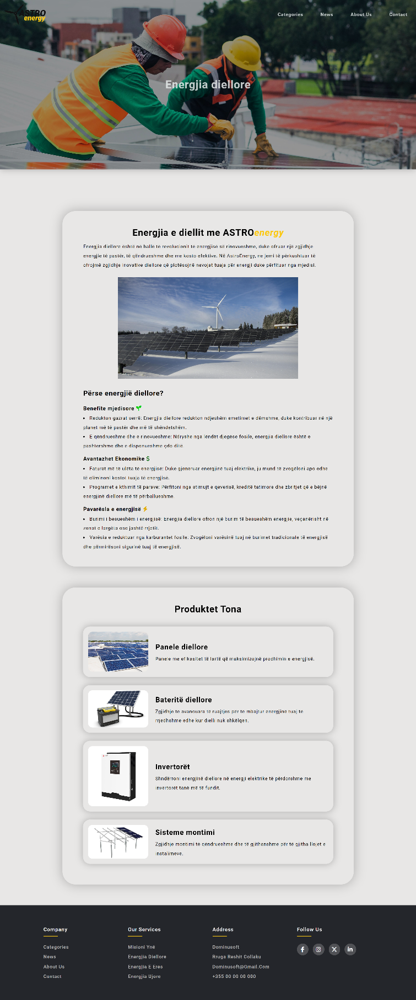 ASTRO
energy
Categories
News
About Us
Contact
Energjia diellore
Energjia e diellit me ASTROenergy
Energjia diellore është në ballë të revolucionit të energjisë së rinovueshme, duke ofruar një zgjidhje
energjie të pastër, të qëndrueshme dhe me kosto efektive. Në AstroEnergy, ne jemi të përkushtuar të
ofrojmë zgjidhje inovative diellore që plotësojnë nevojat tuaja për energji duke përfituar nga mjedisi.
Përse energjië diellore?
Benefite mjedisore
• Redukton gazrat serrë: Energjia diellore redukton ndjeshëm emetimet e dëmshme, duke kontribuar në një
planet më të pastër dhe më të shëndetshëm.
• E qëndrueshme dhe e rinovueshme: Ndryshe nga lëndët djegëse fosile, energjia diellore është e
pashtershme dhe e disponueshme çdo ditë.
Avantazhet Ekonomike
• Faturat më të ulëta të energjisë: Duke gjeneruar energjinë tuaj elektrike, ju mund të zvogëloni apo edhe
të eliminoni kostot tuaja të energjisë.
• Programet e kthimit të parave: Përfitoni nga stimujt e qeverisë, kreditë tatimore dhe zbritjet që e bëjnë
energjinë diellore më të përballueshme.
Pavarësia e energjisë
• Burimi i besueshëm i energjisë: Energjia diellore ofron një burim të besueshëm energjie, veçanërisht në
zonat e largëta ose jashtë rrjetit.
• Varësia e reduktuar nga karburantet fosile: Zvogëloni varësinë tuaj në burimet tradicionale të energjisë
dhe përmirësoni sigurinë tuaj të energjisë.
Produktet Tona
Panele diellore
Panele me efikasitet të lartë që maksimizojnë prodhimin e energjisë.
Bateritë diellore
Zgjidhje të avancuara të ruajtjes për të mbajtur energjinë tuaj të
rrjedhshme edhe kur dielli nuk shkëlqen.
Invertorët
Shndërroni energjinë diellore në energji elektrike të përdorshme me
invertorët tanë më të fundit.
Sisteme montimi
Zgjidhje montimi të qëndrueshme dhe të gjithanshme për të gjitha llojet e
instalimeve.
Company
Categories
News
About Us
Contact
Our Services
Misioni Ynë
Energjia Diellore
Energjia E Eres
Energjia Ujore
Address
Dominusoft
Rruga Reshit Collaku
Dominusoft@Gmail.Com
+355 00 00 00 000
Follow Us